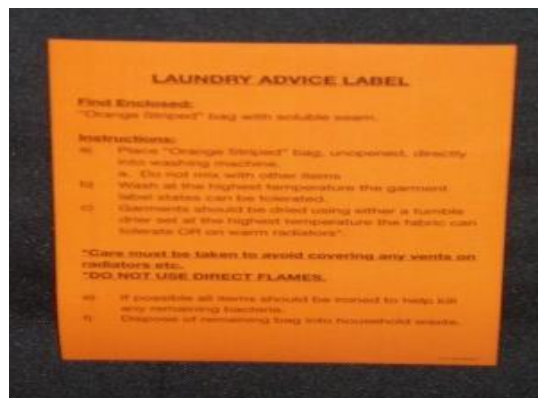 LAUNDRY ADVICE LABEL
Find Enclosed:
"Orange Striped" bag with soluble seam.
Instructions:
a) Place "Orange Striped" bag, unopened, directly
into washing machine.
a. Do not mix with other items
b) Wash at the highest temperature the garment
label states can be tolerated.
c) Garments should be dried using either a tumble
drier set at the highest temperature the fabric can
tolerate OR on warm radiators*.
*Care must be taken to avoid covering any vents on
radiators etc.
*DO NOT USE DIRECT FLAMES.
e) If possible all items should be ironed to help kill
any remaining bacteria.
f) Dispose of remaining bag into household waste.